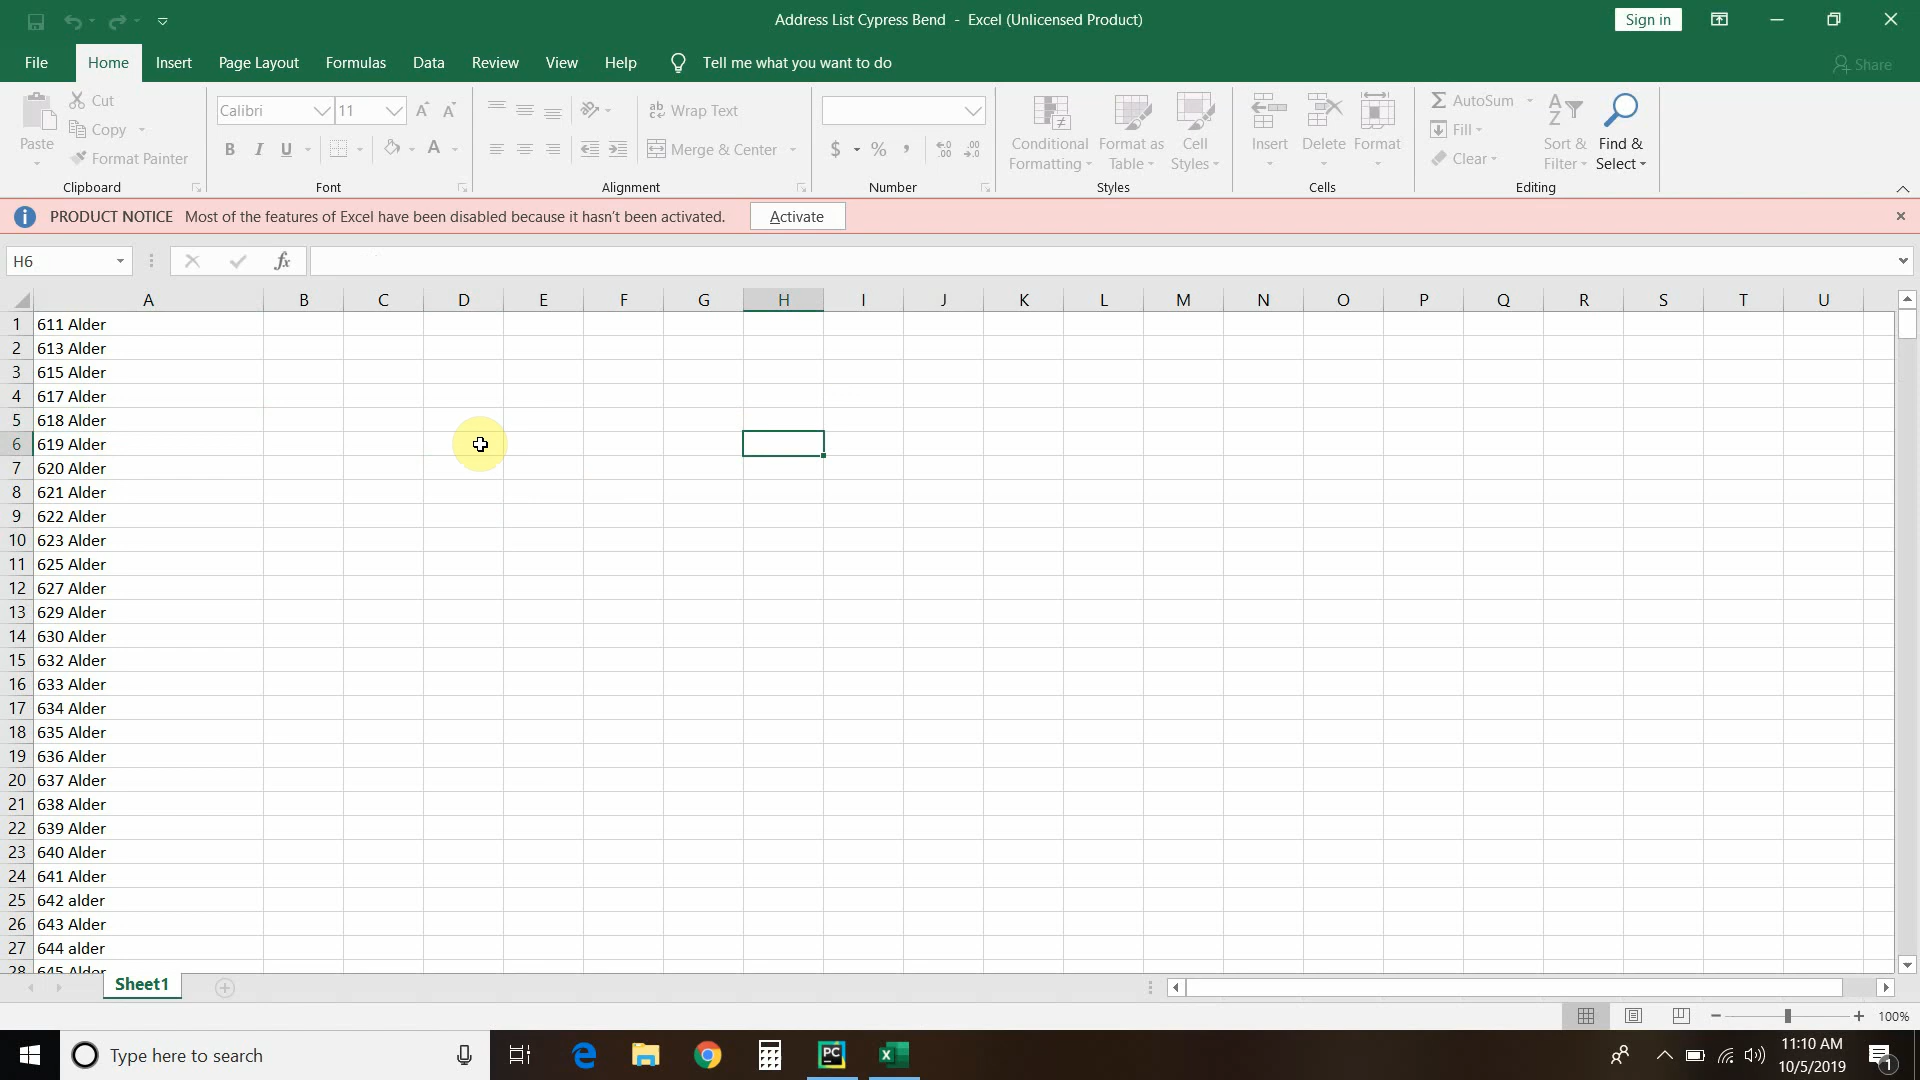 Address List Cypress Bend - Excel (Unlicensed Product)
Sign in
File Home Insert Page Layout Formulas Data Review View Help Tell me what you want to do
Share
Paste
Cut
Copy
Format Painter
Clipboard
Calibri 11
B I U
Font
Wrap Text
Merge & Center
Alignment
$ % ,
Number
Conditional Formatting
Format as Table
Cell Styles
Styles
Insert
Delete
Format
Cells
AutoSum
Fill
Clear
Sort & Filter
Find & Select
Editing
PRODUCT NOTICE Most of the features of Excel have been disabled because it hasn't been activated. Activate
H6
fx
A B C D E F G H I J K L M N O P Q R S T U
1 611 Alder
2 613 Alder
3 615 Alder
4 617 Alder
5 618 Alder
6 619 Alder
7 620 Alder
8 621 Alder
9 622 Alder
10 623 Alder
11 625 Alder
12 627 Alder
13 629 Alder
14 630 Alder
15 632 Alder
16 633 Alder
17 634 Alder
18 635 Alder
19 636 Alder
20 637 Alder
21 638 Alder
22 639 Alder
23 640 Alder
24 641 Alder
25 642 alder
26 643 Alder
27 644 alder
28 645 Alder
Sheet1
100%
Type here to search
11:10 AM
10/5/2019
1